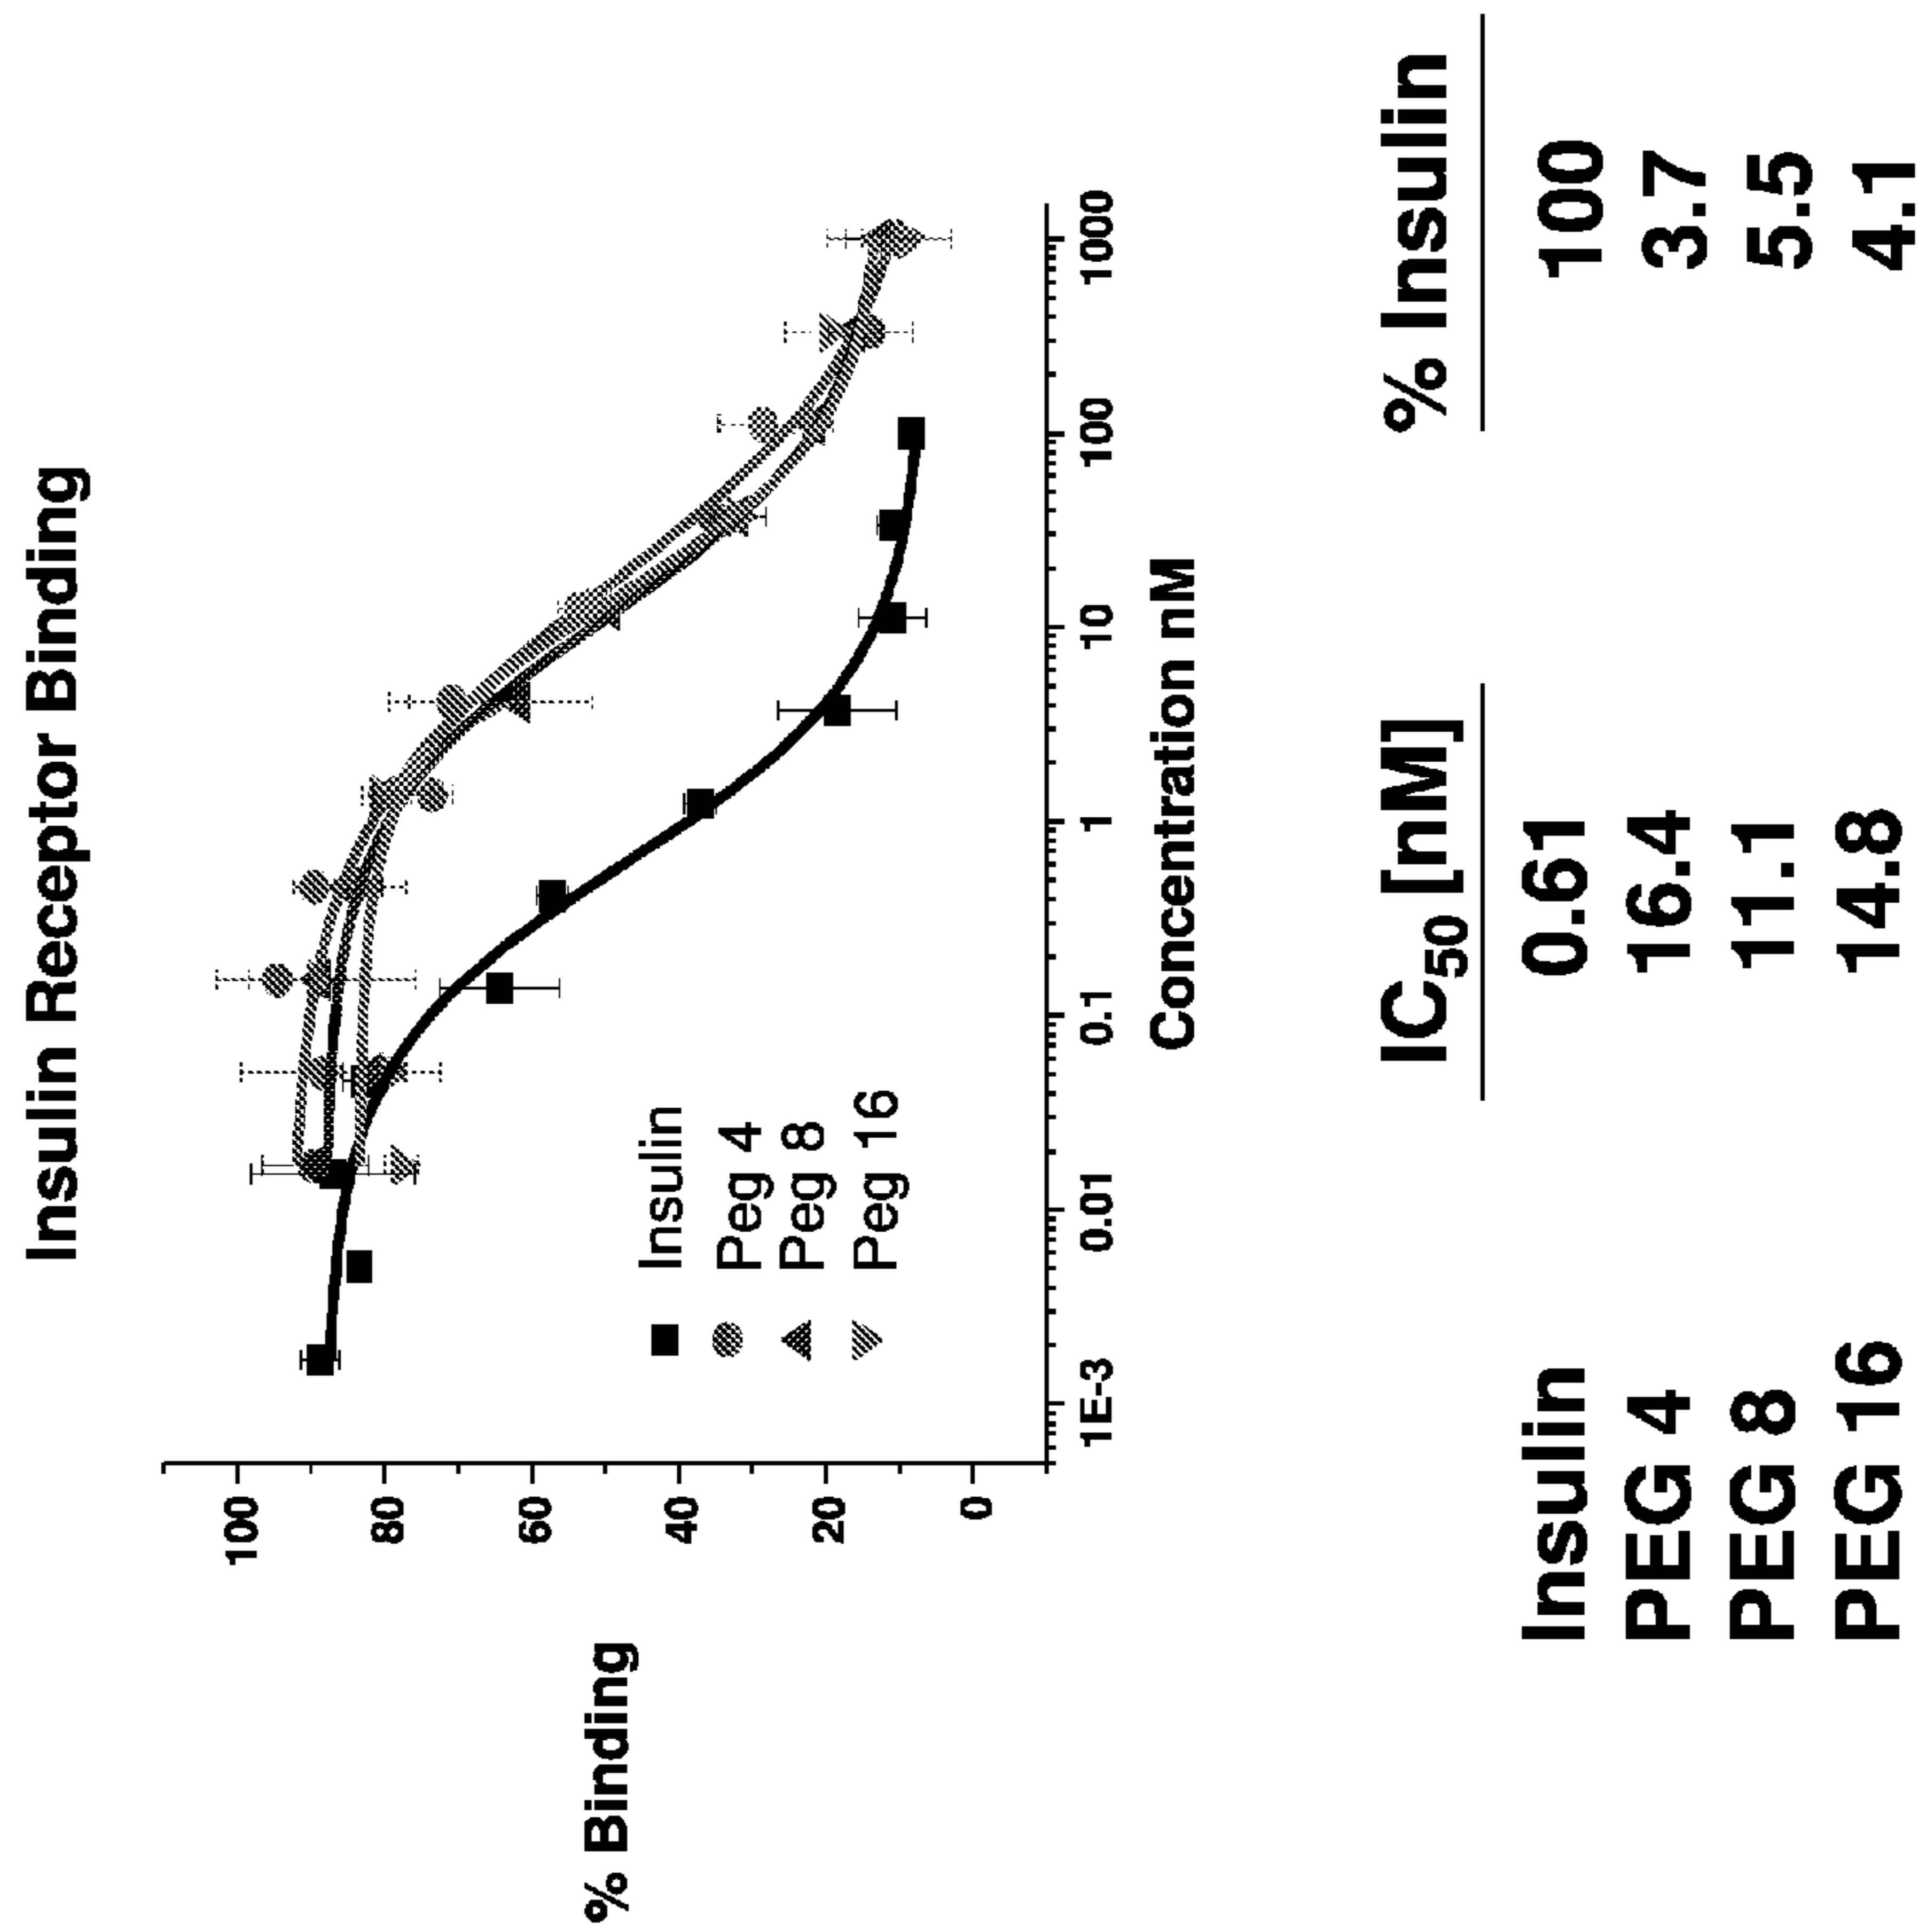 Insulin Receptor Binding
% Binding
100
80
60
40
20
0
Insulin
Peg 4
Peg 8
Peg 16
1E-3 0.01 0.1 1 10 100 1000
Concentration nM
IC50 [nM] % Insulin
Insulin 0.61 100
PEG 4 16.4 3.7
PEG 8 11.1 5.5
PEG 16 14.8 4.1